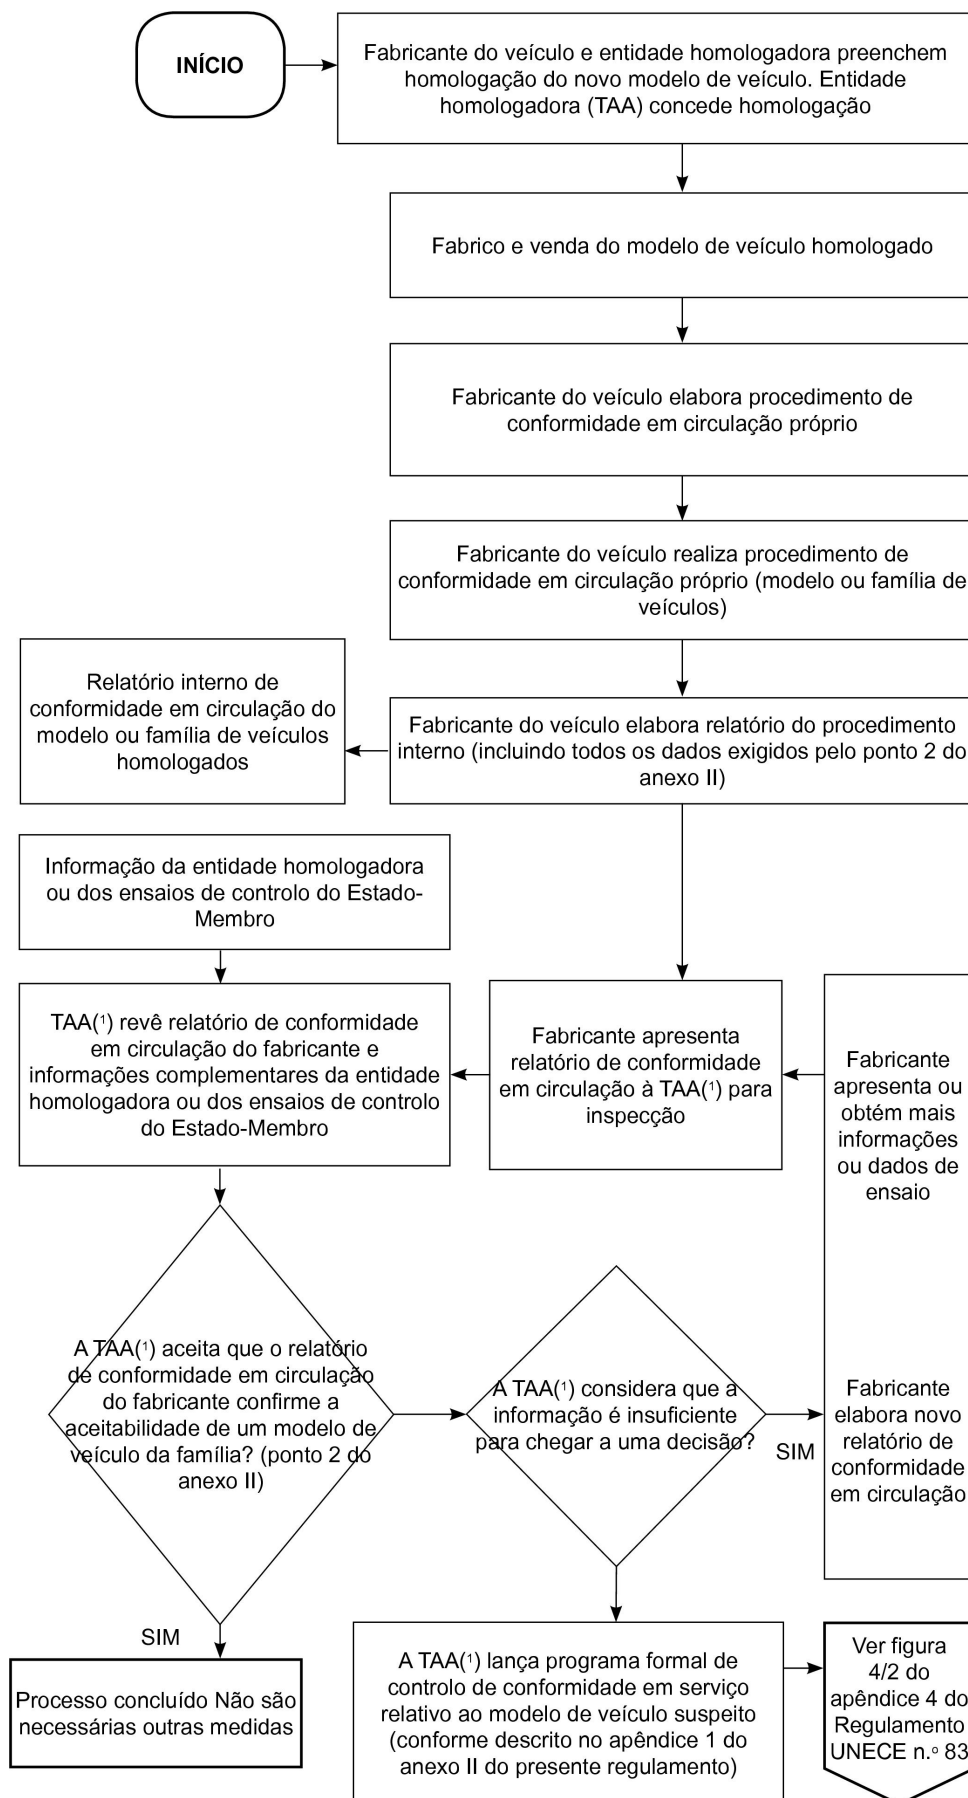 INÍCIO
Fabricante do veículo e entidade homologadora preenchem
homologação do novo modelo de veículo. Entidade
homologadora (TAA) concede homologação
Fabrico e venda do modelo de veículo homologado
Fabricante do veículo elabora procedimento de
conformidade em circulação próprio
Fabricante do veículo realiza procedimento de
conformidade em circulação próprio (modelo ou família de
veículos)
Relatório interno de
conformidade em circulação do
modelo ou família de veículos
homologados
Fabricante do veículo elabora relatório do procedimento
interno (incluindo todos os dados exigidos pelo ponto 2 do
anexo II)
Informação da entidade homologadora
ou dos ensaios de controlo do Estado-
Membro
TAA(¹) revê relatório de conformidade
em circulação do fabricante e
informações complementares da entidade
homologadora ou dos ensaios de controlo
do Estado-Membro
Fabricante apresenta
relatório de conformidade
em circulação à TAA(¹) para
inspecção
Fabricante
apresenta ou
obtém mais
informações
ou dados de
ensaio
A TAA(¹) aceita que o relatório
de conformidade em circulação
do fabricante confirme a
aceitabilidade de um modelo de
veículo da família? (ponto 2 do
anexo II)
A TAA(¹) considera que a
informação é insuficiente
para chegar a uma decisão?
SIM
Fabricante
elabora novo
relatório de
conformidade
em circulação
SIM
Processo concluído Não são
necessárias outras medidas
A TAA(¹) lança programa formal de
controlo de conformidade em serviço
relativo ao modelo de veículo suspeito
(conforme descrito no apêndice 1 do
anexo II do presente regulamento)
Ver figura
4/2 do
apêndice 4 do
Regulamento
UNECE n.º 83